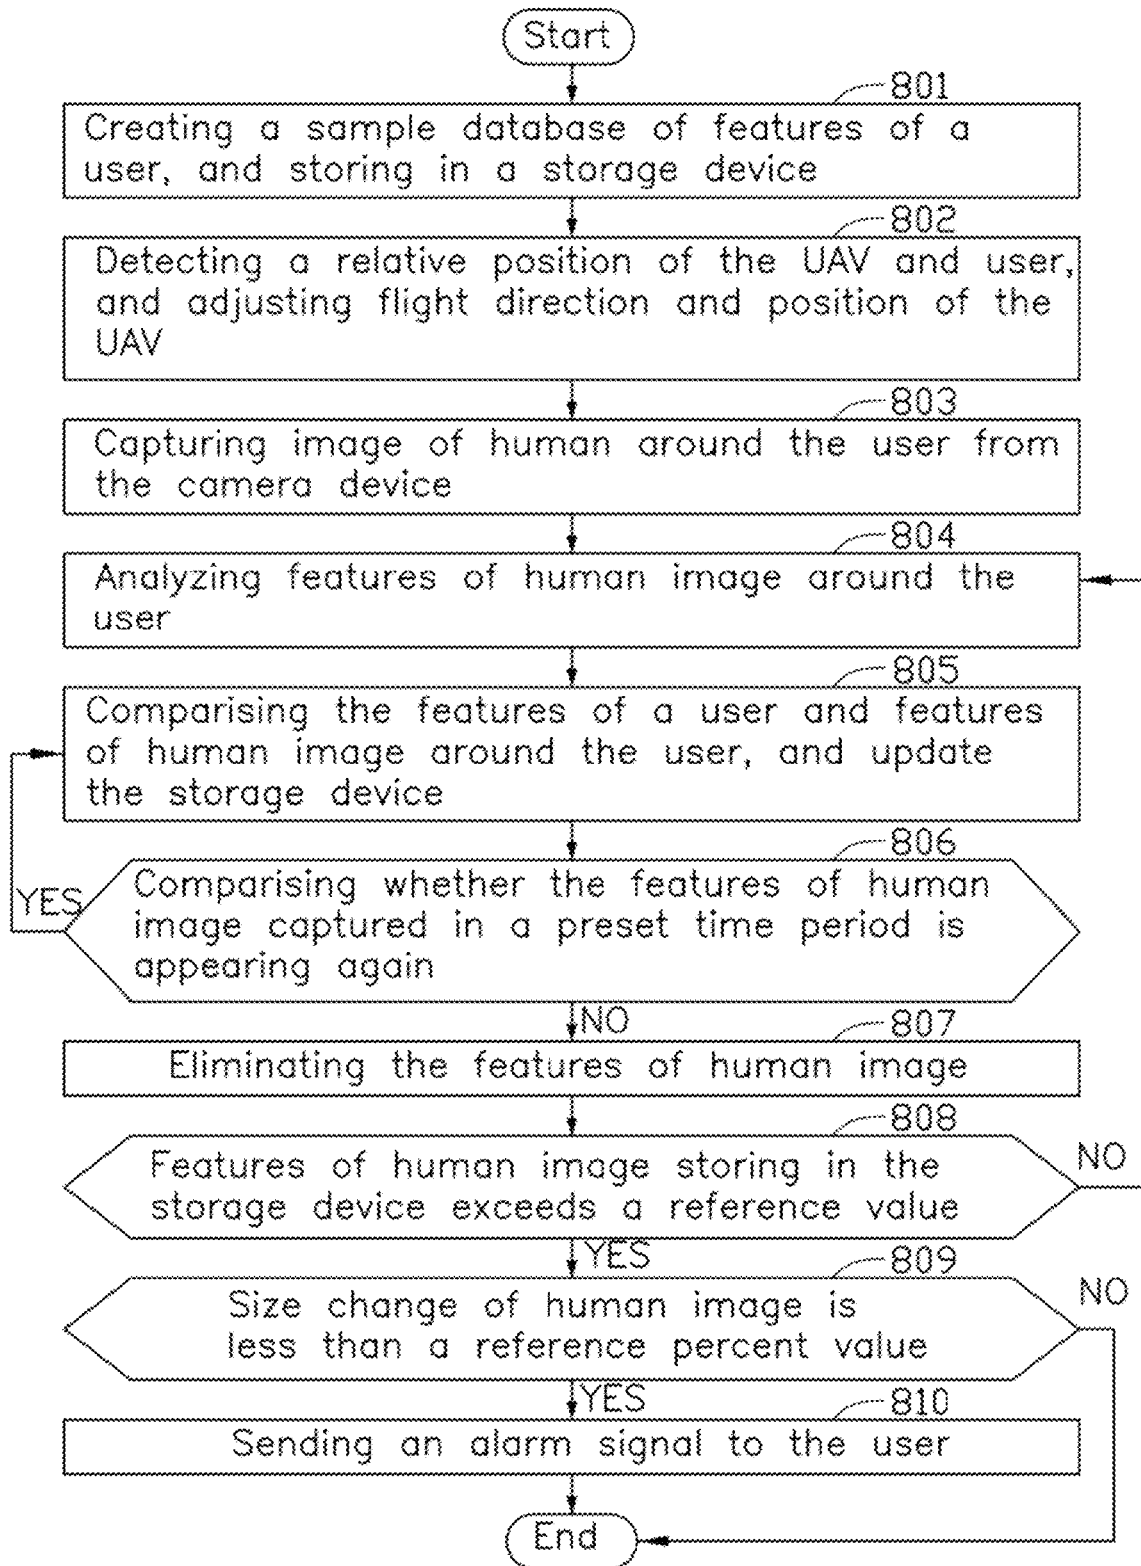 Start
801
Creating a sample database of features of a
user, and storing in a storage device
802
Detecting a relative position of the UAV and user,
and adjusting flight direction and position of the
UAV
803
Capturing image of human around the user from
the camera device
804
Analyzing features of human image around the
user
805
Comparising the features of a user and features
of human image around the user, and update
the storage device
806
YES
Comparising whether the features of human
image captured in a preset time period is
appearing again
NO
807
Eliminating the features of human image
808
Features of human image storing in the
storage device exceeds a reference value
NO
YES
809
Size change of human image is
less than a reference percent value
NO
YES
810
Sending an alarm signal to the user
End